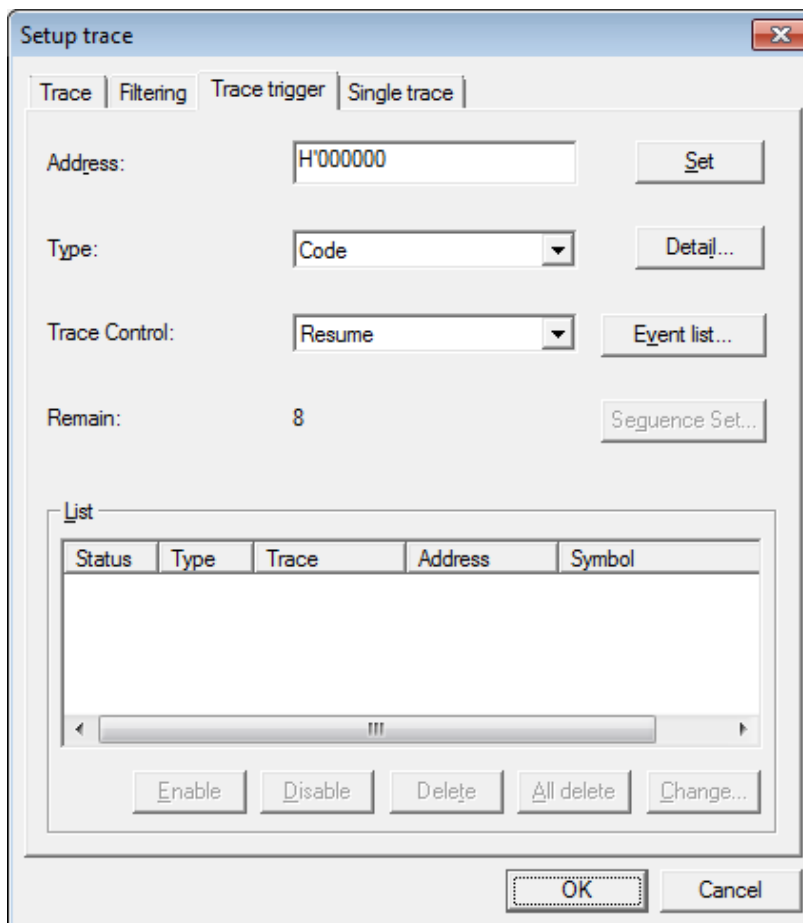 Setup trace
Trace Filtering Trace trigger Single trace
Address: H'000000 Set
Type: Code Detail...
Trace Control: Resume Event list...
Remain: 8 Seguence Set...
List
Status Type Trace Address Symbol
Enable Disable Delete All delete Change...
OK Cancel